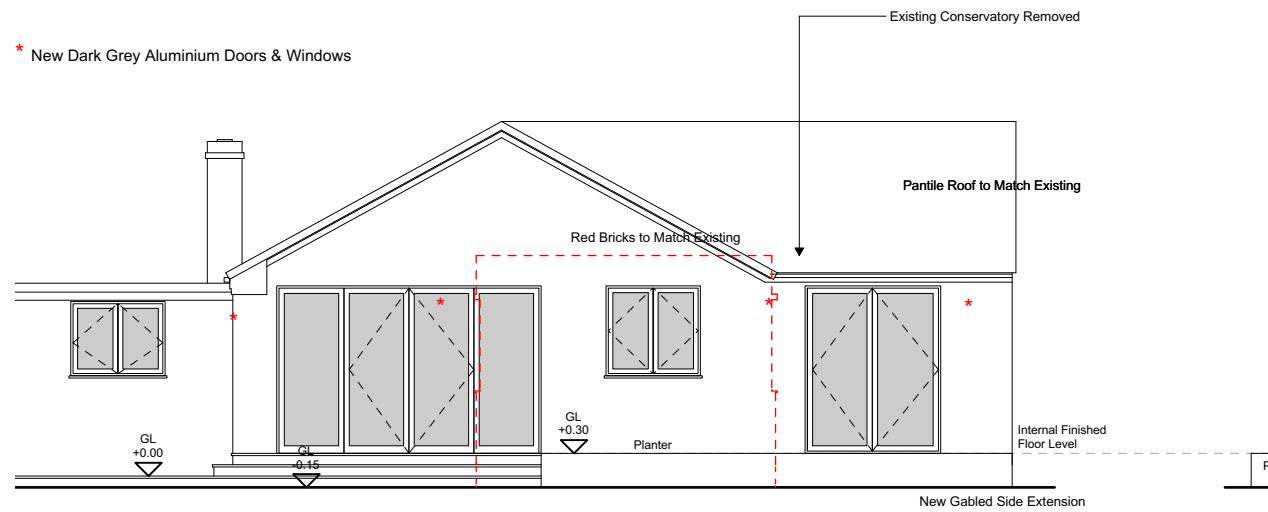 Existing Conservatory Removed
* New Dark Grey Aluminium Doors & Windows
Pantile Roof to Match Existing
Red Bricks to Match Existing
*
*
*
*
GL
+0.30
Internal Finished
Floor Level
GL
+0.00
Planter
GL
-0.15
New Gabled Side Extension